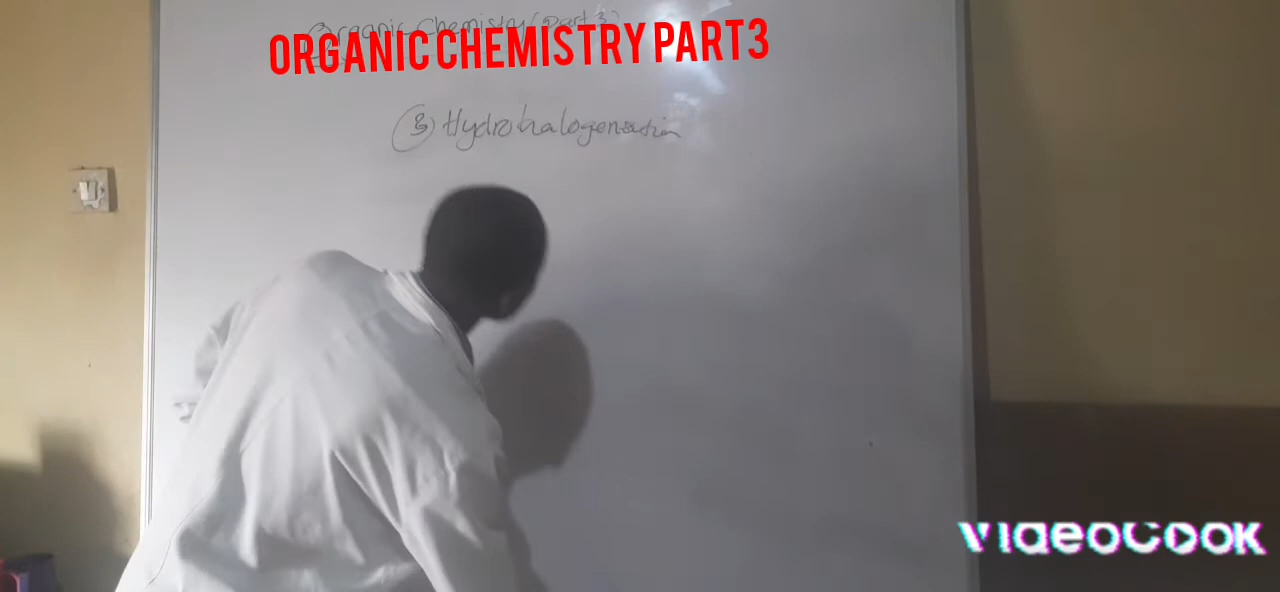 Organic Chemistry (part 3)
ORGANIC CHEMISTRY PART 3
③ Hydrohalogenation
VIDEOCOOK